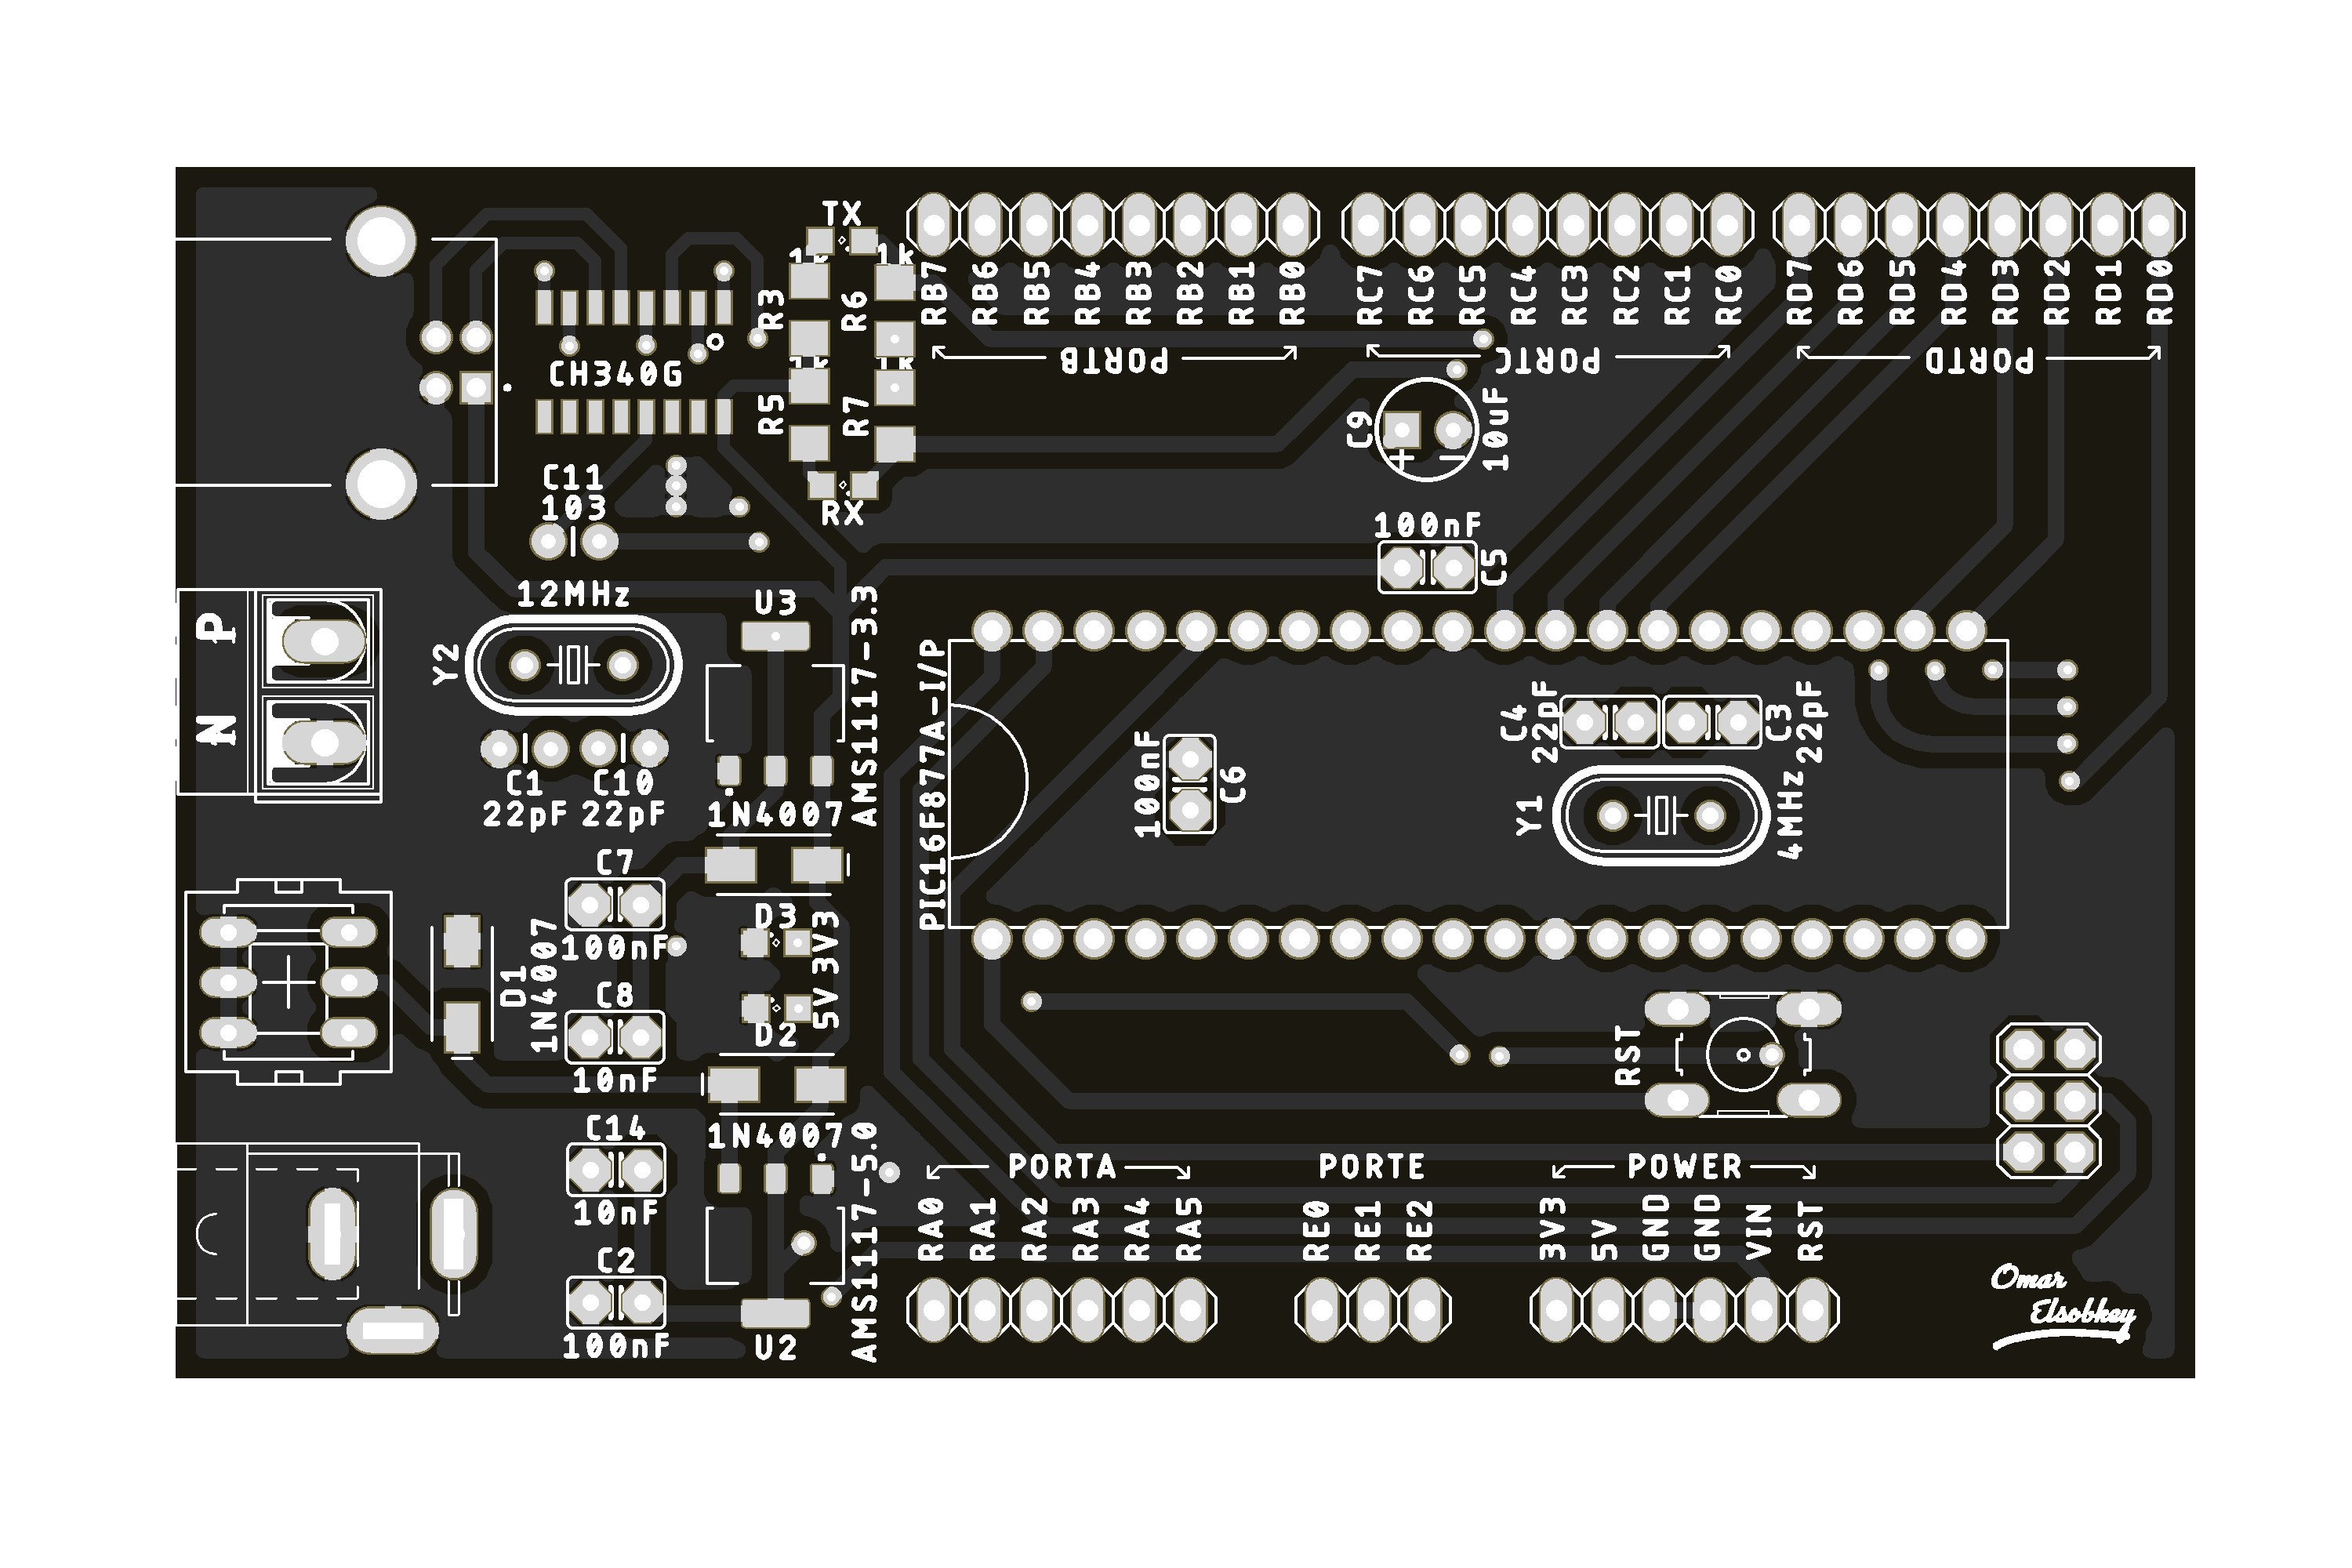 TX
1k 1k
RB7 RB6 RB5 RB4 RB3 RB2 RB1 RB0
RC7 RC6 RC5 RC4 RC3 RC2 RC1 RC0
RD7 RD6 RD5 RD4 RD3 RD2 RD1 RD0
R3
R6
PORTB
PORTC
PORTD
CH340G
1k 1k
R5
R7
C9
+ −
10uF
C11
103
RX
100nF
C5
12MHz
U3
AMS1117-3.3
P
N
Y2
C1
22pF
C10
22pF
1N4007
PIC16F877A-I/P
100nF
C6
C4
22pF
C3
22pF
Y1
4MHz
C7
100nF
D3
3V3
5V
D2
D1
1N4007
C8
10nF
RST
C14
10nF
1N4007
AMS1117-5.0
C2
100nF
U2
PORTA
PORTE
POWER
RA0 RA1 RA2 RA3 RA4 RA5
RE0 RE1 RE2
3V3 5V GND GND VIN RST
Omar
Elsobkey